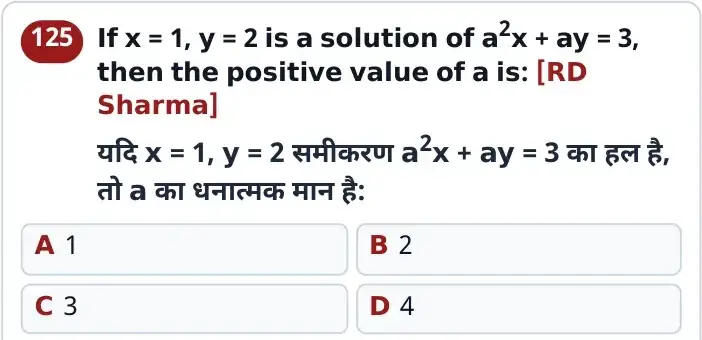 125 If x = 1, y = 2 is a solution of a²x + ay = 3,
then the positive value of a is: [RD
Sharma]
यदि x = 1, y = 2 समीकरण a²x + ay = 3 का हल है,
तो a का धनात्मक मान है:
A 1
B 2
C 3
D 4